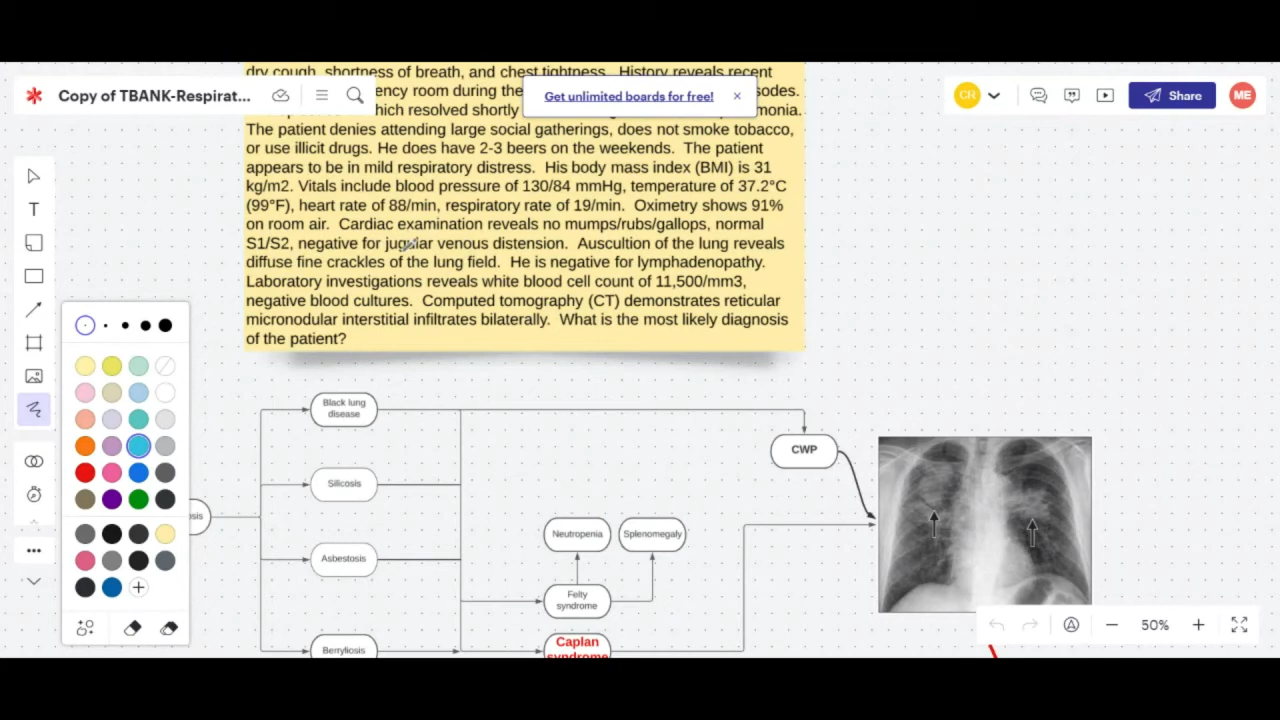 dry cough, shortness of breath, and chest tightness. History reveals recent
Copy of TBANK-Respirat...
ency room during the
Get unlimited boards for free!
sodes.
CR
Share
ME
hich resolved shortly
monia.
The patient denies attending large social gatherings, does not smoke tobacco,
or use illicit drugs. He does have 2-3 beers on the weekends. The patient
appears to be in mild respiratory distress. His body mass index (BMI) is 31
kg/m2. Vitals include blood pressure of 130/84 mmHg, temperature of 37.2°C
(99°F), heart rate of 88/min, respiratory rate of 19/min. Oximetry shows 91%
on room air. Cardiac examination reveals no mumps/rubs/gallops, normal
S1/S2, negative for jugular venous distension. Auscultion of the lung reveals
diffuse fine crackles of the lung field. He is negative for lymphadenopathy.
Laboratory investigations reveals white blood cell count of 11,500/mm3,
negative blood cultures. Computed tomography (CT) demonstrates reticular
micronodular interstitial infiltrates bilaterally. What is the most likely diagnosis
of the patient?
Black lung
disease
CWP
Silicosis
osis
Neutropenia
Splenomegaly
Asbestosis
Felty
syndrome
Berryliosis
Caplan
syndrome
50%